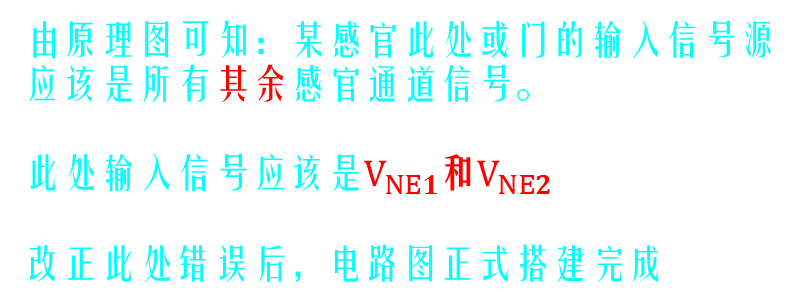 由原理图可知：某感官此处或门的输入信号源
应该是所有其余感官通道信号。
此处输入信号应该是V_NE1和V_NE2
改正此处错误后，电路图正式搭建完成